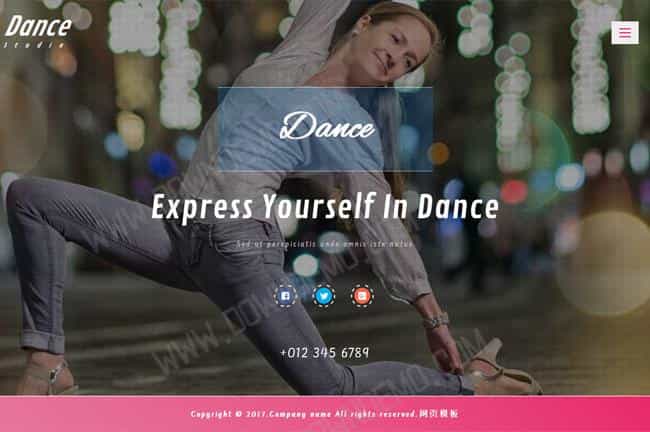 Dance
Studio
Dance
Express Yourself In Dance
Sed ut perspiciatis unde omnis iste natus
+012 345 6789
Copyright © 2017.Company name All rights reserved.网页模板